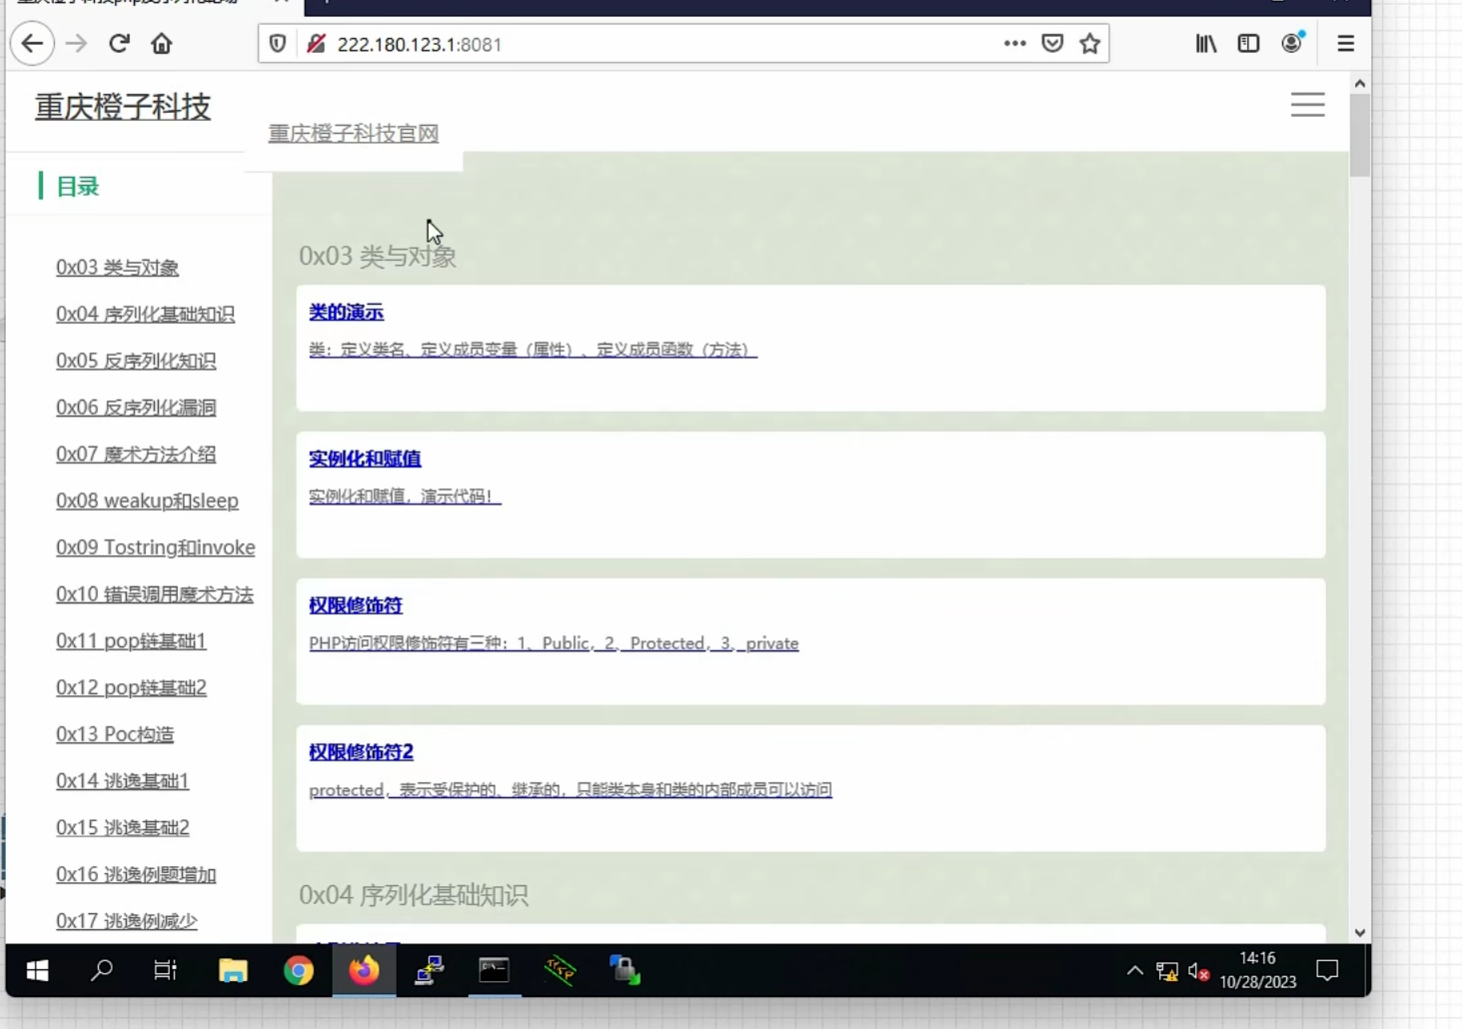 222.180.123.1:8081
重庆橙子科技
重庆橙子科技官网
目录
0x03 类与对象
0x04 序列化基础知识
0x05 反序列化知识
0x06 反序列化漏洞
0x07 魔术方法介绍
0x08 weakup和sleep
0x09 Tostring和invoke
0x10 错误调用魔术方法
0x11 pop链基础1
0x12 pop链基础2
0x13 Poc构造
0x14 逃逸基础1
0x15 逃逸基础2
0x16 逃逸例题增加
0x17 逃逸例减少
0x03 类与对象
类的演示
类：定义类名、定义成员变量（属性）、定义成员函数（方法）
实例化和赋值
实例化和赋值，演示代码！
权限修饰符
PHP访问权限修饰符有三种：1、Public，2、Protected，3、private
权限修饰符2
protected，表示受保护的、继承的，只能类本身和类的内部成员可以访问
0x04 序列化基础知识
14:16
10/28/2023